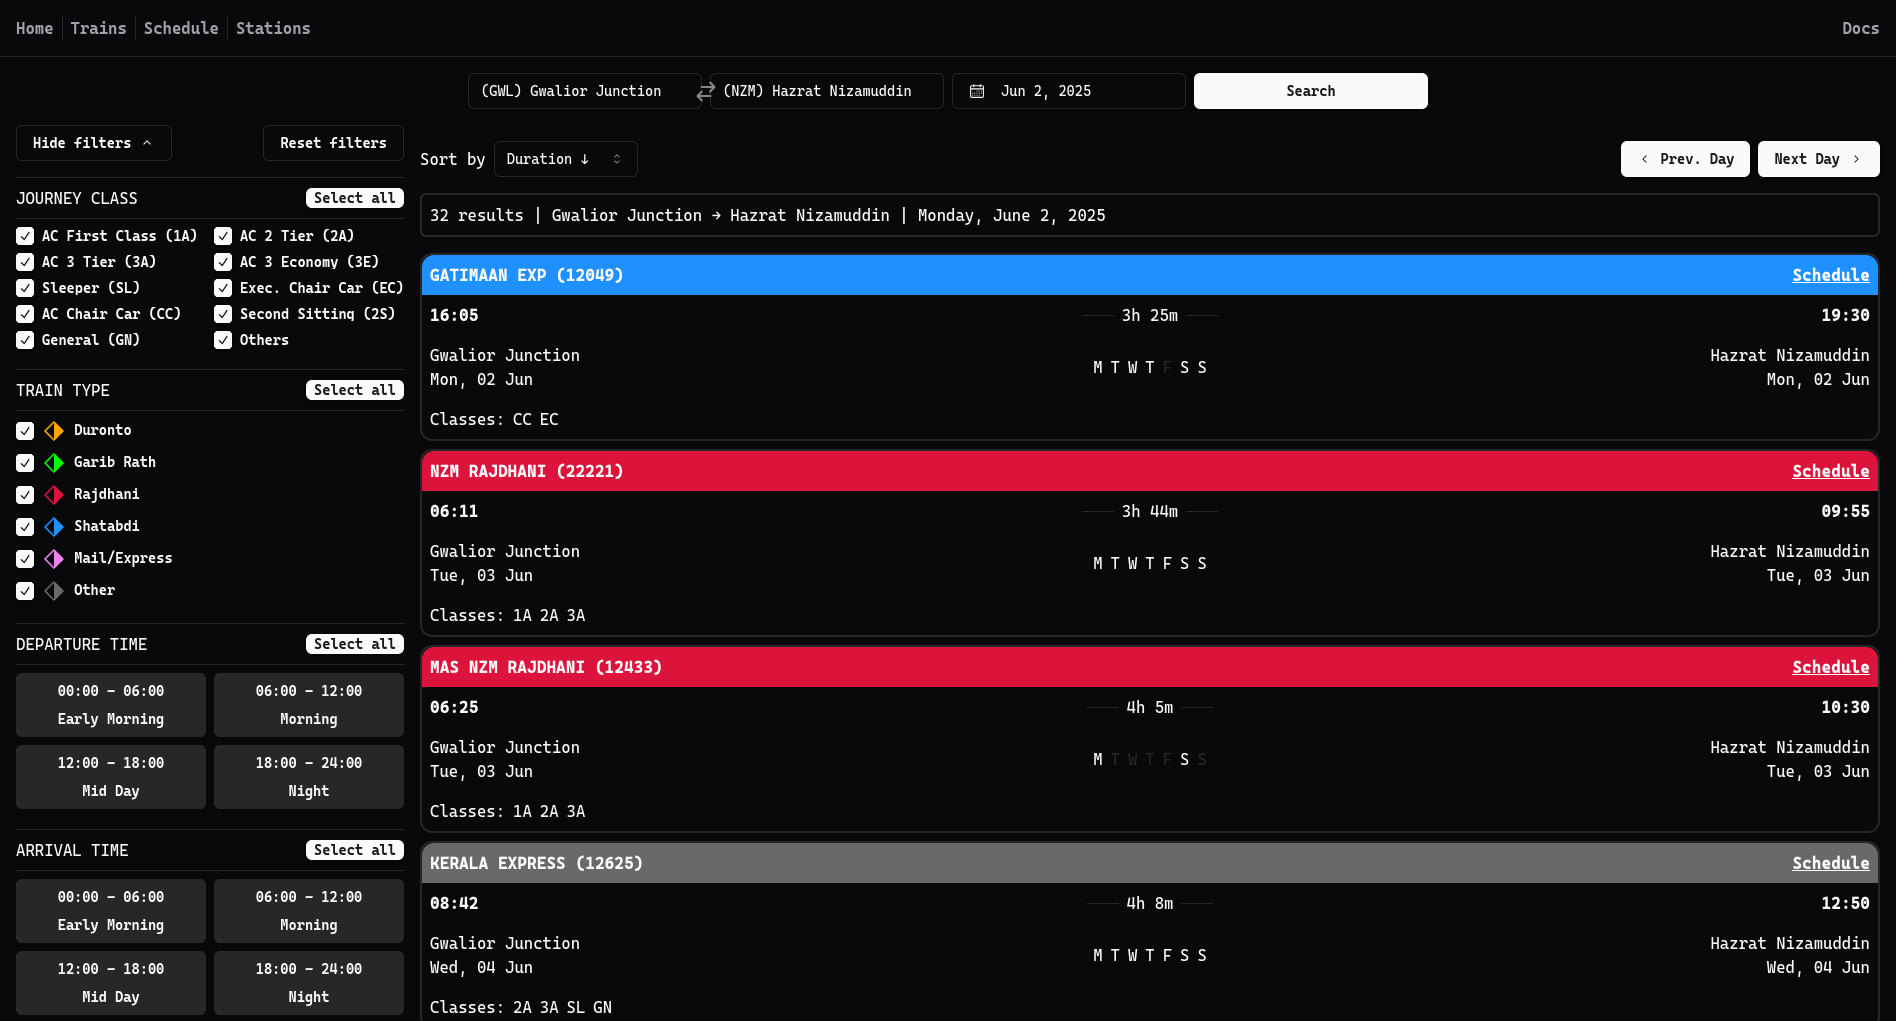 Home Trains Schedule Stations Docs
(GWL) Gwalior Junction (NZM) Hazrat Nizamuddin Jun 2, 2025 Search
Hide filters Reset filters
JOURNEY CLASS Select all
AC First Class (1A) AC 2 Tier (2A)
AC 3 Tier (3A) AC 3 Economy (3E)
Sleeper (SL) Exec. Chair Car (EC)
AC Chair Car (CC) Second Sitting (2S)
General (GN) Others
TRAIN TYPE Select all
Duronto
Garib Rath
Rajdhani
Shatabdi
Mail/Express
Other
DEPARTURE TIME Select all
00:00 – 06:00 06:00 – 12:00
Early Morning Morning
12:00 – 18:00 18:00 – 24:00
Mid Day Night
ARRIVAL TIME Select all
00:00 – 06:00 06:00 – 12:00
Early Morning Morning
12:00 – 18:00 18:00 – 24:00
Mid Day Night
Sort by Duration ↓ Prev. Day Next Day
32 results | Gwalior Junction → Hazrat Nizamuddin | Monday, June 2, 2025
GATIMAAN EXP (12049) Schedule
16:05 3h 25m 19:30
Gwalior Junction Hazrat Nizamuddin
M T W T F S S
Mon, 02 Jun Mon, 02 Jun
Classes: CC EC
NZM RAJDHANI (22221) Schedule
06:11 3h 44m 09:55
Gwalior Junction Hazrat Nizamuddin
M T W T F S S
Tue, 03 Jun Tue, 03 Jun
Classes: 1A 2A 3A
MAS NZM RAJDHANI (12433) Schedule
06:25 4h 5m 10:30
Gwalior Junction Hazrat Nizamuddin
M T W T F S S
Tue, 03 Jun Tue, 03 Jun
Classes: 1A 2A 3A
KERALA EXPRESS (12625) Schedule
08:42 4h 8m 12:50
Gwalior Junction Hazrat Nizamuddin
M T W T F S S
Wed, 04 Jun Wed, 04 Jun
Classes: 2A 3A SL GN